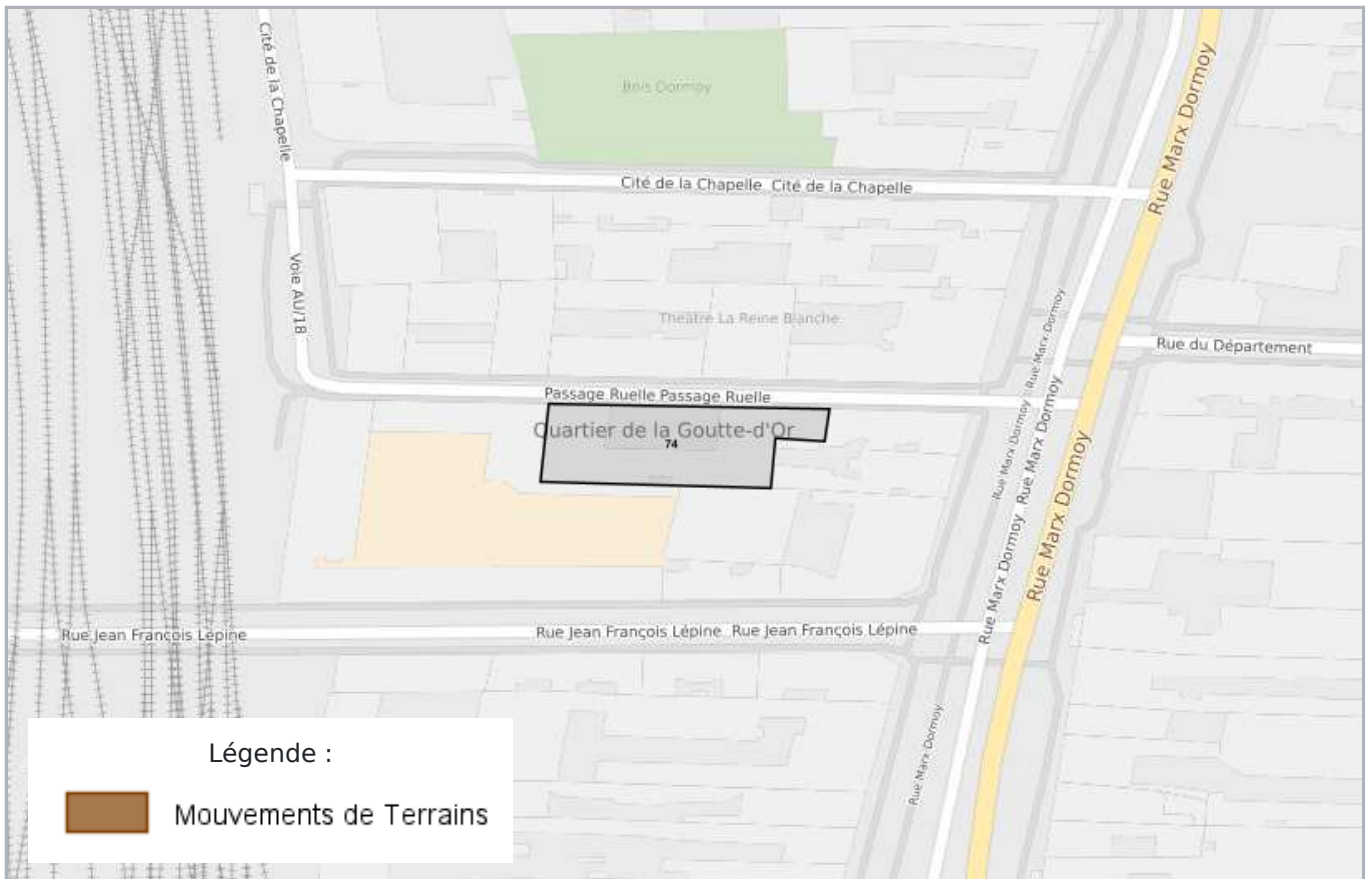 Cité de la Chapelle
Bois Dormoy
Rue Marx Dormoy
Cité de la Chapelle Cité de la Chapelle
Voie AU/18
Théâtre La Reine Blanche
Rue Marx Dormoy
Rue du Département
Passage Ruelle Passage Ruelle
Quartier de la Goutte-d'Or
74
Rue Marx Dormoy
Rue Marx Dormoy Rue Marx Dormoy
Rue Marx Dormoy
Rue Jean François Lépine
Rue Jean François Lépine Rue Jean François Lépine
Rue Marx Dormoy
Légende :
Mouvements de Terrains